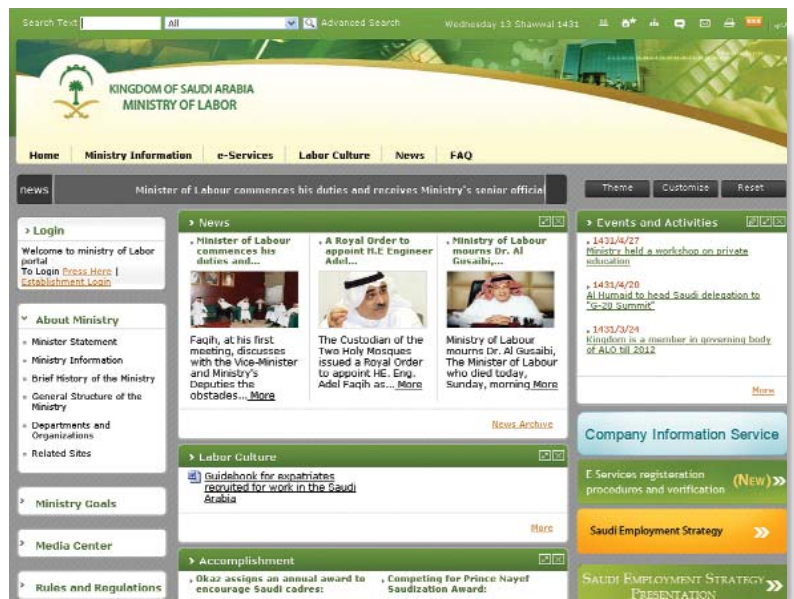 Search Text
All
Advanced Search
Wednesday 13 Shawwal 1431
KINGDOM OF SAUDI ARABIA
MINISTRY OF LABOR
Home
Ministry Information
e-Services
Labor Culture
News
FAQ
news
Minister of Labour commences his duties and receives Ministry's senior official
Theme
Customize
Reset
Login
Welcome to ministry of Labor
portal
To Login Press Here |
Establishment Login
About Ministry
Minister Statement
Ministry Information
Brief History of the Ministry
General Structure of the
Ministry
Departments and
Organizations
Related Sites
Ministry Goals
Media Center
Rules and Regulations
News
Minister of Labour
commences his
duties and...
Faqih, at his first
meeting, discusses
with the Vice-Minister
and Ministry's
Deputies the
obstacles... More
A Royal Order to
appoint H.E Engineer
Adel...
The Custodian of the
Two Holy Mosques
issued a Royal Order
to appoint HE. Eng.
Adel Faqih as... More
Ministry of Labour
mourns Dr. Al
Gusaibi,...
Ministry of Labour
mourns Dr. Al Gusaibi,
The Minister of Labour
who died today,
Sunday, morning More
News Archive
Labor Culture
Guidebook for expatriates
recruited for work in the Saudi
Arabia
More
Accomplishment
Okaz assigns an annual award to
encourage Saudi cadres:
Competing for Prince Nayef
Saudization Award:
Events and Activities
1431/4/27
Ministry held a workshop on private
education
1431/4/20
Al Humaid to head Saudi delegation to
"G-20 Summit"
1431/3/24
Kingdom is a member in governing body
of ALO till 2012
More
Company Information Service
E Services registeration
procedures and verification
(NEW)
Saudi Employment Strategy
SAUDI EMPLOYMENT STRATEGY
PRESENTATION